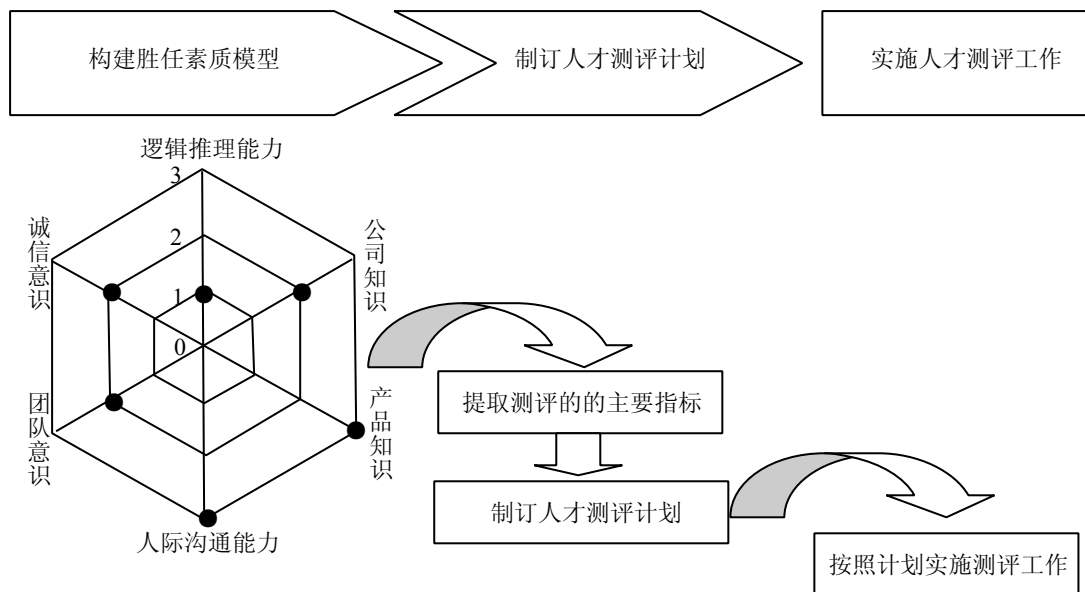 构建胜任素质模型
制订人才测评计划
实施人才测评工作
逻辑推理能力
3
2
1
0
诚信意识
公司知识
团队意识
产品知识
人际沟通能力
提取测评的的主要指标
制订人才测评计划
按照计划实施测评工作